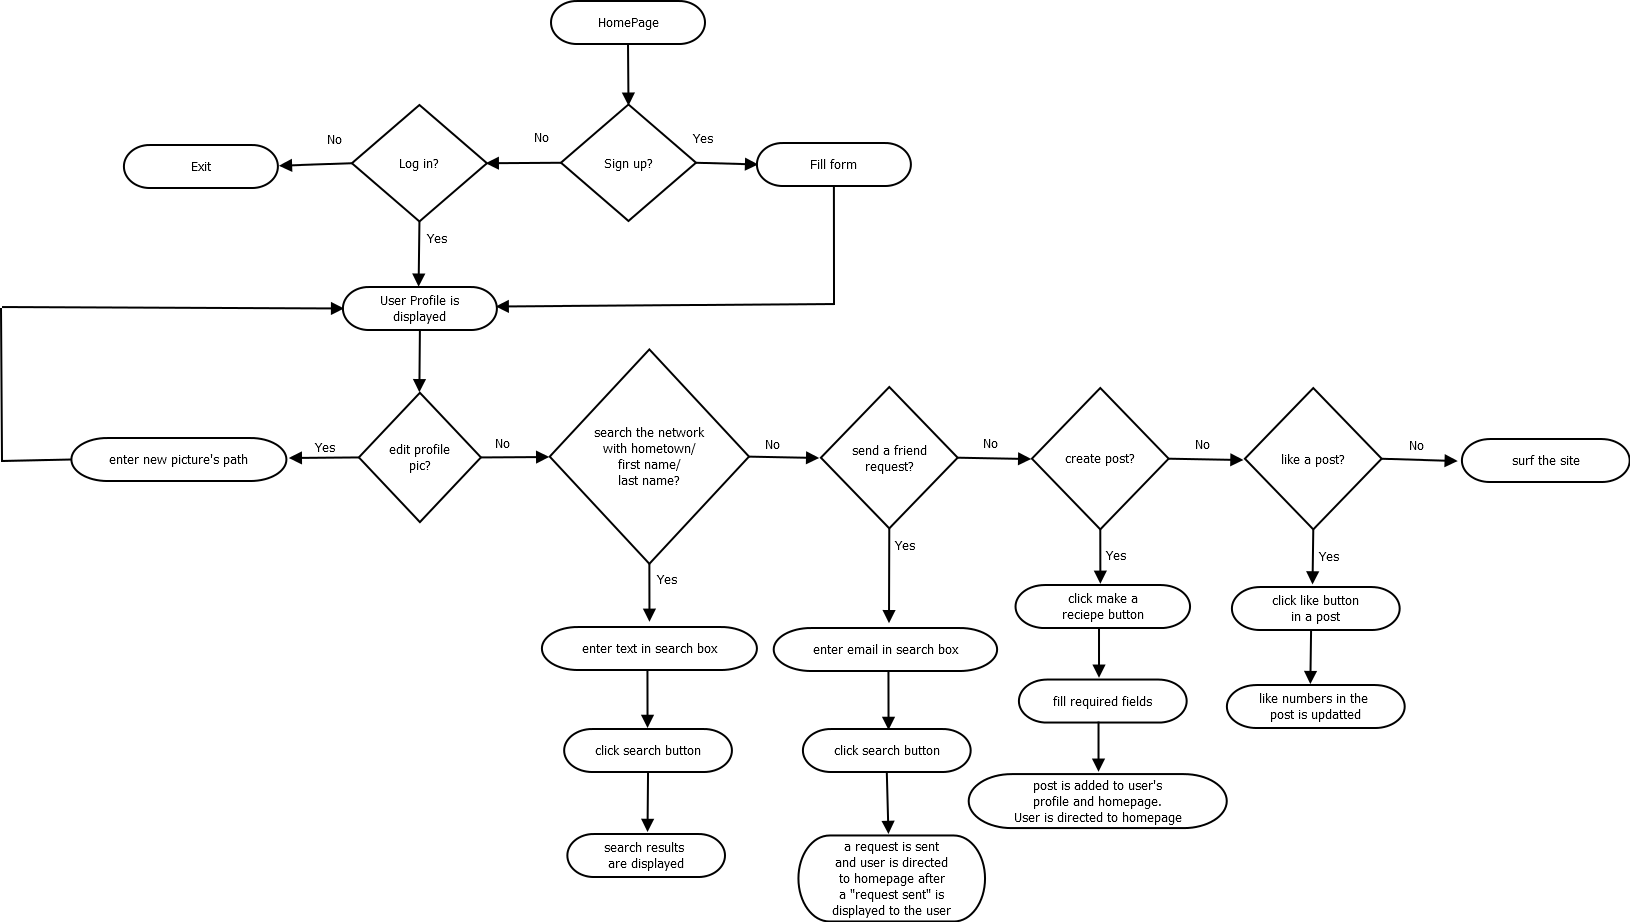 HomePage
No
No
Yes
Exit
Log in?
Sign up?
Fill form
Yes
User Profile is
displayed
enter new picture's path
Yes
edit profile
pic?
No
search the network
with hometown/
first name/
last name?
No
send a friend
request?
No
create post?
No
like a post?
No
surf the site
Yes
enter text in search box
click search button
search results
are displayed
Yes
enter email in search box
click search button
a request is sent
and user is directed
to homepage after
a "request sent" is
displayed to the user
Yes
click make a
reciepe button
fill required fields
post is added to user's
profile and homepage.
User is directed to homepage
Yes
click like button
in a post
like numbers in the
post is updatted